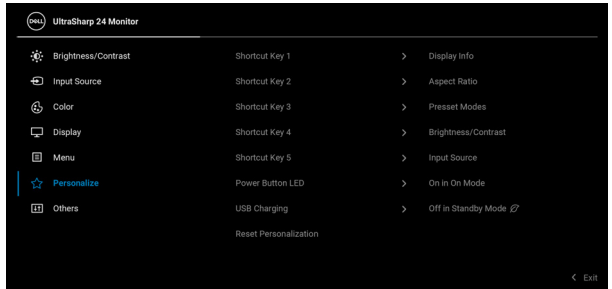 DELL UltraSharp 24 Monitor
Brightness/Contrast Shortcut Key 1 > Display Info
Input Source Shortcut Key 2 > Aspect Ratio
Color Shortcut Key 3 > Presset Modes
Display Shortcut Key 4 > Brightness/Contrast
Menu Shortcut Key 5 > Input Source
Personalize Power Button LED > On in On Mode
Others USB Charging > Off in Standby Mode
Reset Personalization
< Exit